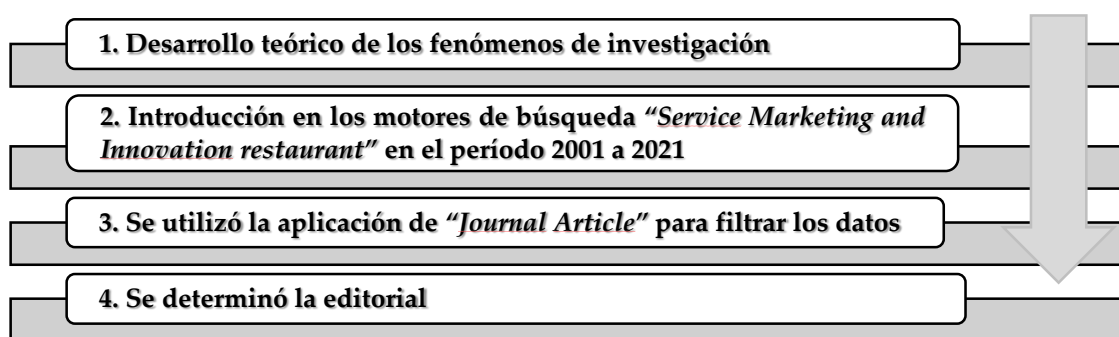 1. Desarrollo teórico de los fenómenos de investigación
2. Introducción en los motores de búsqueda “Service Marketing and
Innovation restaurant” en el período 2001 a 2021
3. Se utilizó la aplicación de “Journal Article” para filtrar los datos
4. Se determinó la editorial